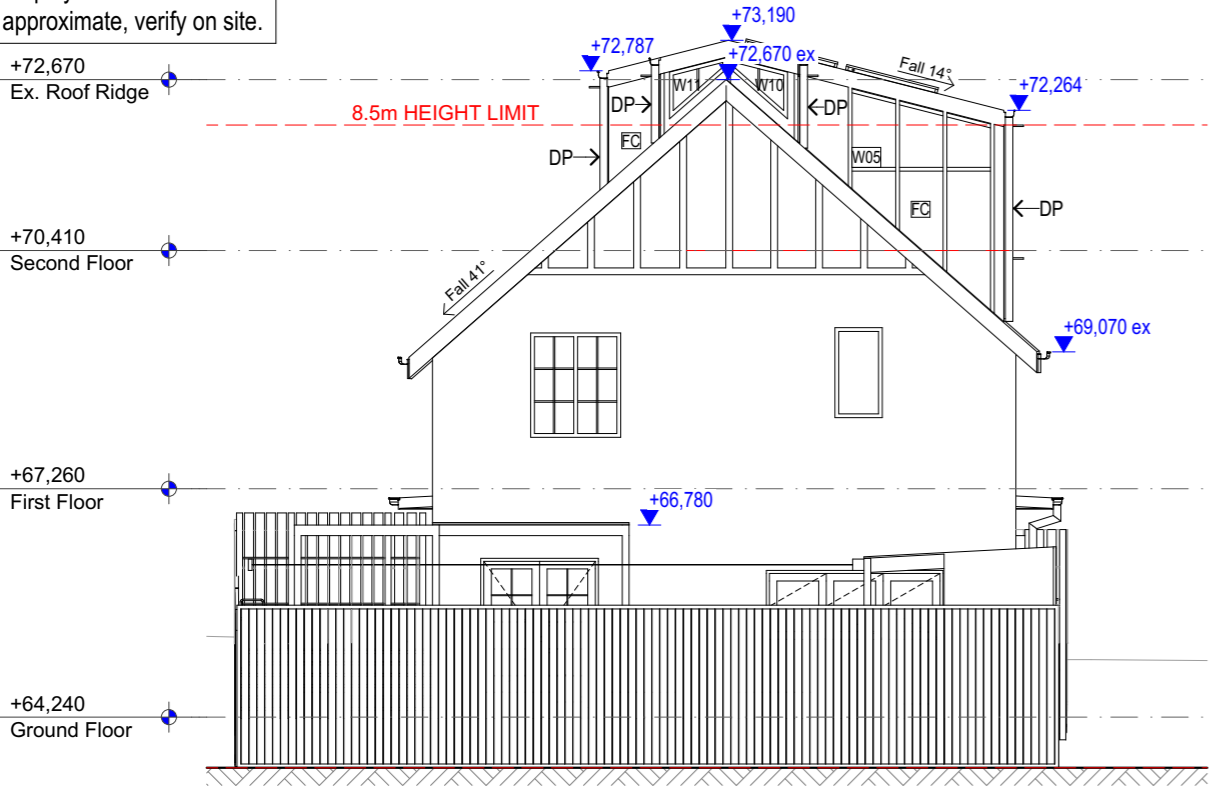 approximate, verify on site.
+73,190
+72,787
+72,670 ex
+72,670
Ex. Roof Ridge
Fall 14°
W11
W10
+72,264
DP
DP
8.5m HEIGHT LIMIT
FC
DP
W05
FC
DP
+70,410
Second Floor
Fall 41°
+69,070 ex
+67,260
First Floor
+66,780
+64,240
Ground Floor